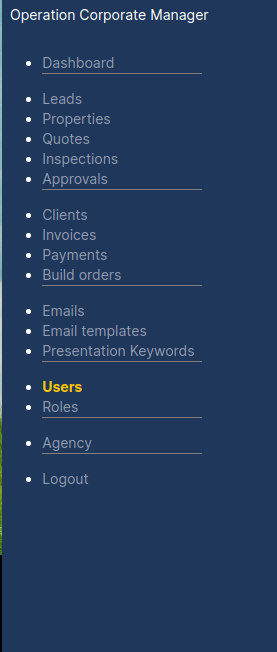 Operation Corporate Manager
Dashboard
Leads
Properties
Quotes
Inspections
Approvals
Clients
Invoices
Payments
Build orders
Emails
Email templates
Presentation Keywords
Users
Roles
Agency
Logout